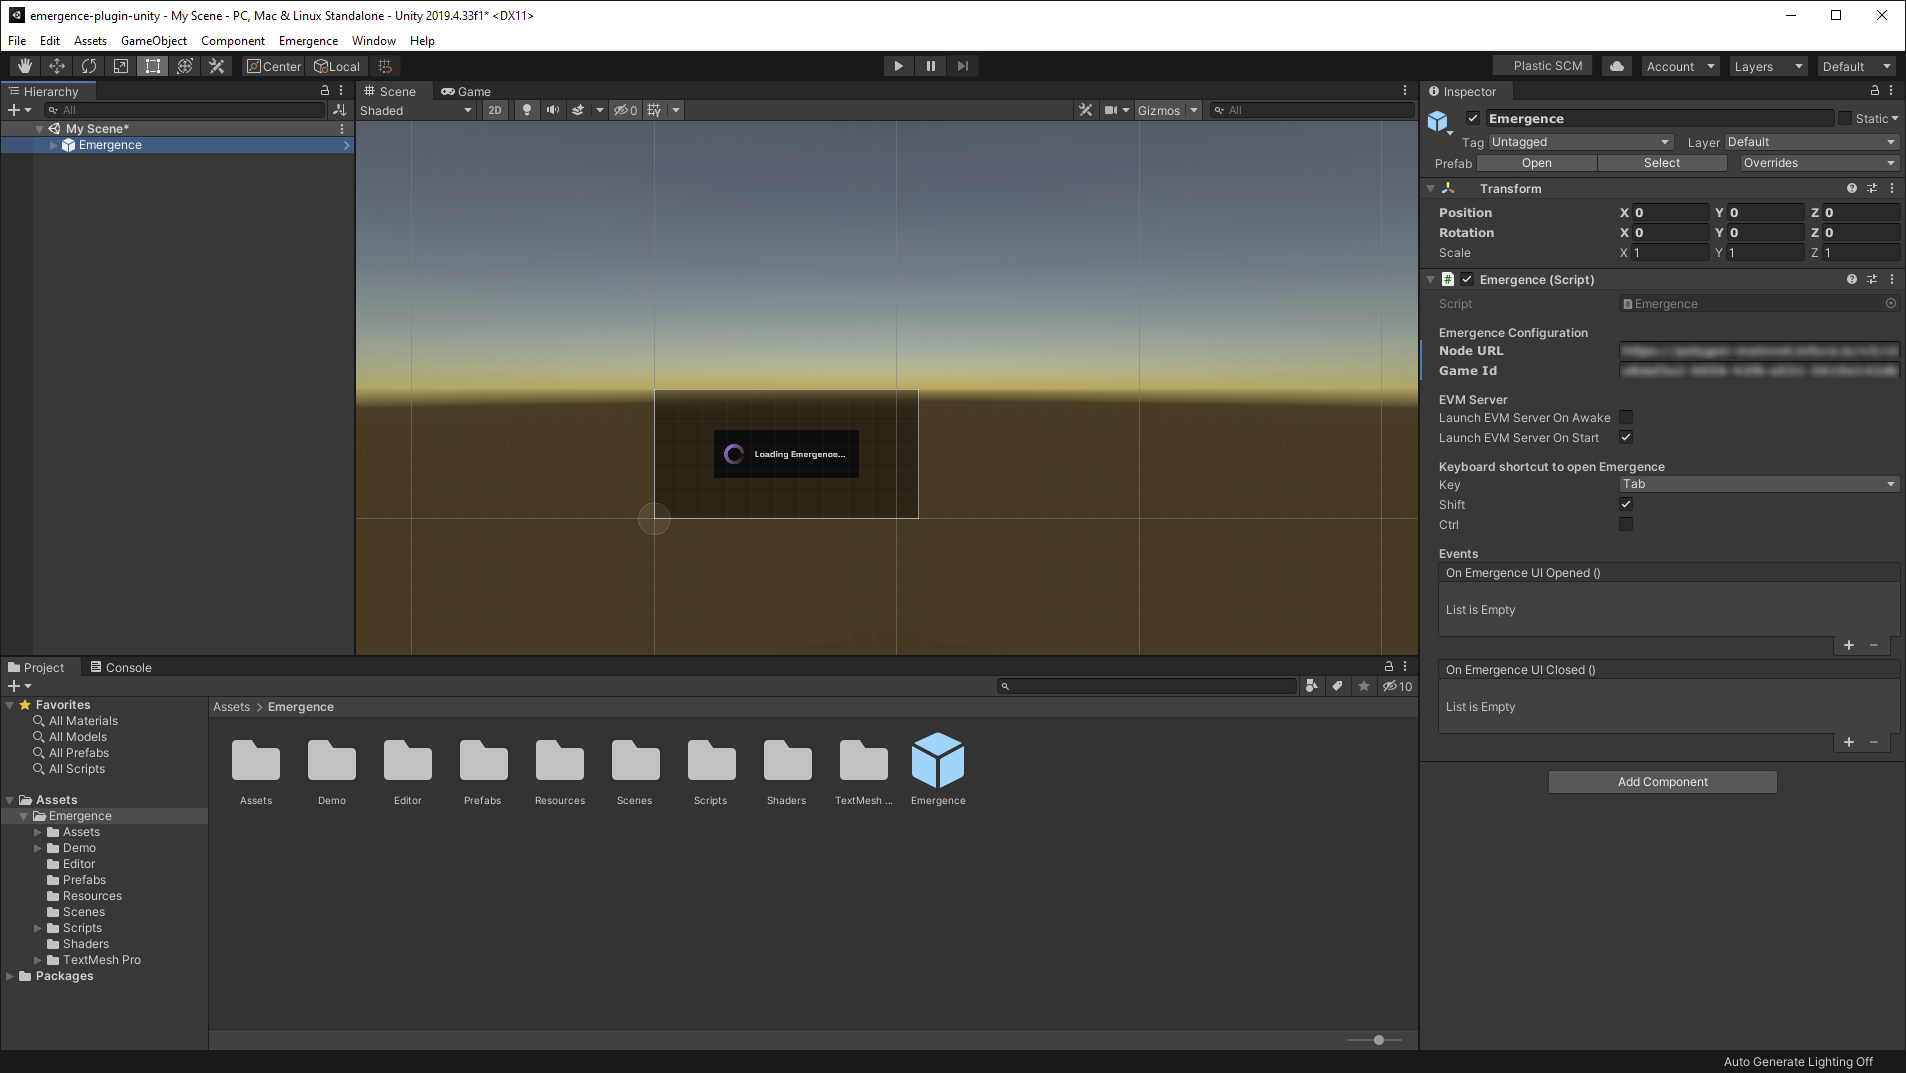 emergence-plugin-unity - My Scene - PC, Mac & Linux Standalone - Unity 2019.4.33f1* <DX11>
File Edit Assets GameObject Component Emergence Window Help
Center Local Plastic SCM Account Layers Default
Hierarchy
All
My Scene*
Emergence
Scene Game
Shaded 2D 0 Gizmos All
Loading Emergence...
Inspector
Emergence Static
Tag Untagged Layer Default
Prefab Open Select Overrides
Transform
Position X 0 Y 0 Z 0
Rotation X 0 Y 0 Z 0
Scale X 1 Y 1 Z 1
Emergence (Script)
Script Emergence
Emergence Configuration
Node URL
Game Id
EVM Server
Launch EVM Server On Awake
Launch EVM Server On Start
Keyboard shortcut to open Emergence
Key Tab
Shift
Ctrl
Events
On Emergence UI Opened ()
List is Empty
+ −
On Emergence UI Closed ()
List is Empty
+ −
Add Component
Project Console
10
Favorites
All Materials
All Models
All Prefabs
All Scripts
Assets
Emergence
Assets
Demo
Editor
Prefabs
Resources
Scenes
Scripts
Shaders
TextMesh Pro
Packages
Assets > Emergence
Assets Demo Editor Prefabs Resources Scenes Scripts Shaders TextMesh ... Emergence
Auto Generate Lighting Off